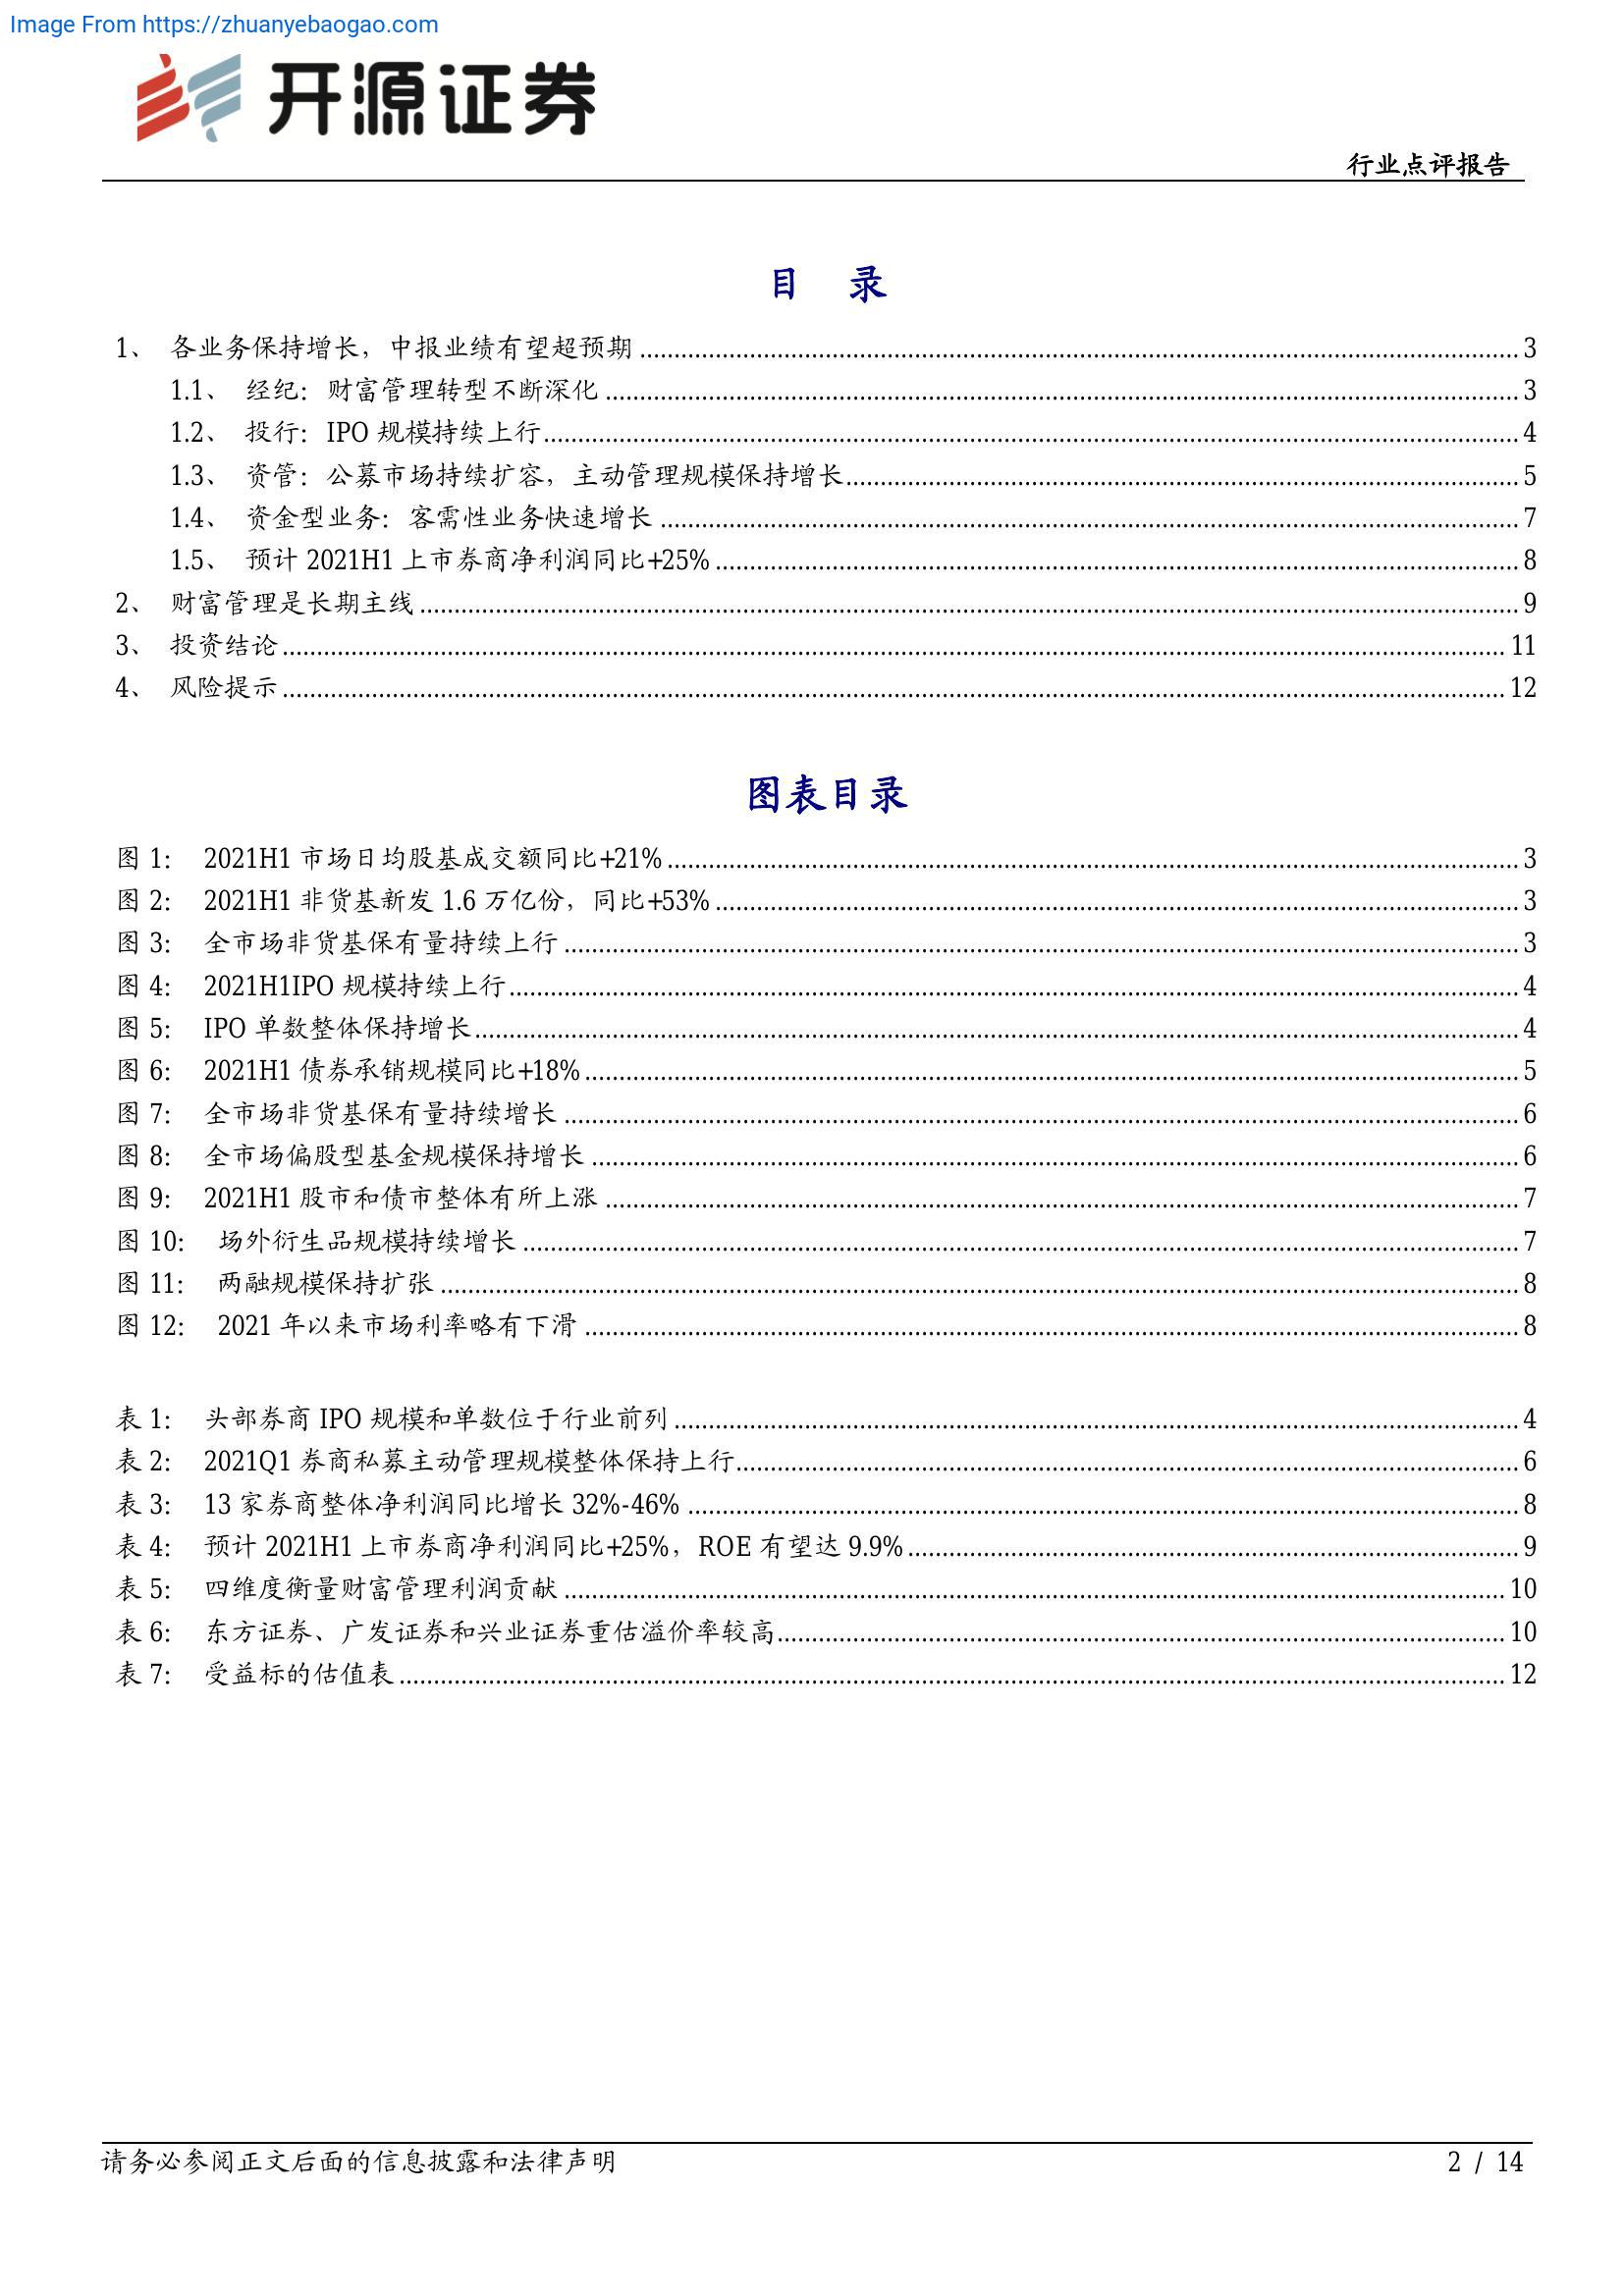 Image From https://zhuanyebaogao.com
开源证券
行业点评报告
目 录
1、 各业务保持增长，中报业绩有望超预期 ........ 3
1.1、 经纪：财富管理转型不断深化 ........ 3
1.2、 投行：IPO 规模持续上行 ........ 4
1.3、 资管：公募市场持续扩容，主动管理规模保持增长 ........ 5
1.4、 资金型业务：客需性业务快速增长 ........ 7
1.5、 预计 2021H1 上市券商净利润同比+25% ........ 8
2、 财富管理是长期主线 ........ 9
3、 投资结论 ........ 11
4、 风险提示 ........ 12
图表目录
图 1: 2021H1 市场日均股基成交额同比+21% ........ 3
图 2: 2021H1 非货基新发 1.6 万亿份，同比+53% ........ 3
图 3: 全市场非货基保有量持续上行 ........ 3
图 4: 2021H1IPO 规模持续上行 ........ 4
图 5: IPO 单数整体保持增长 ........ 4
图 6: 2021H1 债券承销规模同比+18% ........ 5
图 7: 全市场非货基保有量持续增长 ........ 6
图 8: 全市场偏股型基金规模保持增长 ........ 6
图 9: 2021H1 股市和债市整体有所上涨 ........ 7
图 10: 场外衍生品规模持续增长 ........ 7
图 11: 两融规模保持扩张 ........ 8
图 12: 2021 年以来市场利率略有下滑 ........ 8
表 1: 头部券商 IPO 规模和单数位于行业前列 ........ 4
表 2: 2021Q1 券商私募主动管理规模整体保持上行 ........ 6
表 3: 13 家券商整体净利润同比增长 32%-46% ........ 8
表 4: 预计 2021H1 上市券商净利润同比+25%，ROE 有望达 9.9% ........ 9
表 5: 四维度衡量财富管理利润贡献 ........ 10
表 6: 东方证券、广发证券和兴业证券重估溢价率较高 ........ 10
表 7: 受益标的估值表 ........ 12
请务必参阅正文后面的信息披露和法律声明
2 / 14